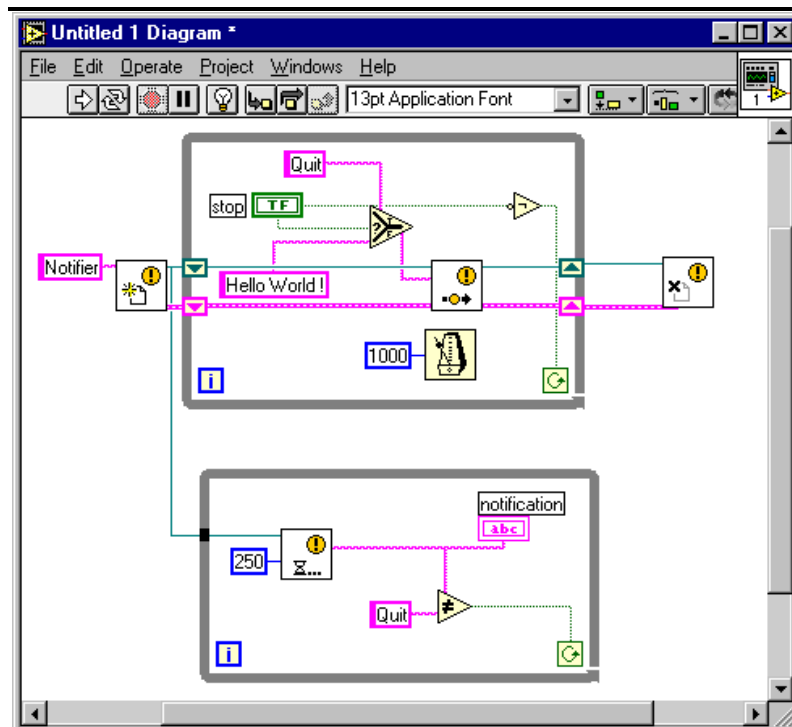 Untitled 1 Diagram *
File Edit Operate Project Windows Help
13pt Application Font
1
Quit
stop
TF
?
T
F
Notifier
Hello World !
1000
i
notification
abc
250
Quit
≠
i